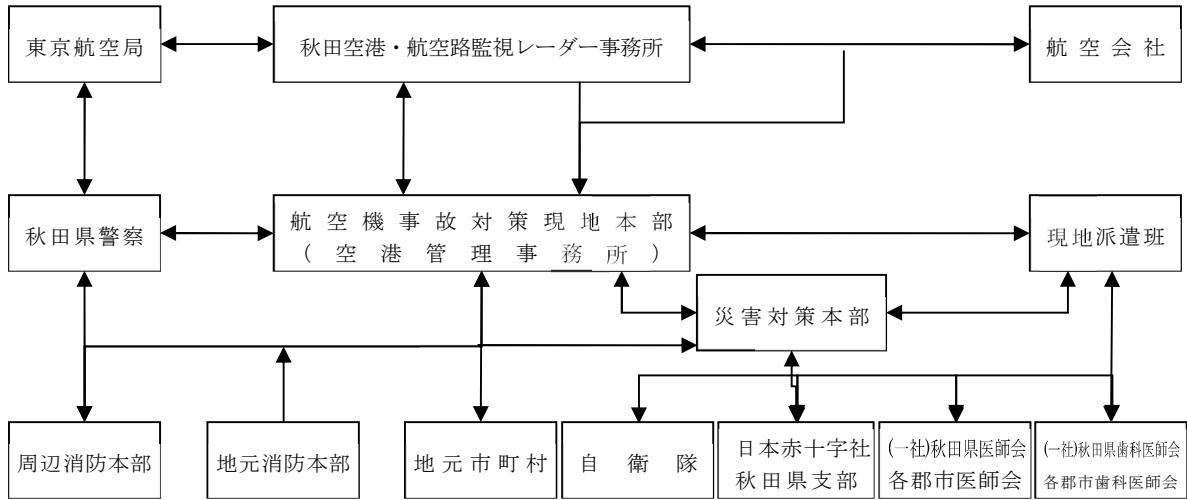 東京航空局
秋田空港・航空路監視レーダー事務所
航空会社
秋田県警察
航空機事故対策現地本部
（空港管理事務所）
現地派遣班
災害対策本部
周辺消防本部
地元消防本部
地元市町村
自衛隊
日本赤十字社
秋田県支部
(一社)秋田県医師会
各郡市医師会
(一社)秋田県歯科医師会
各郡市歯科医師会